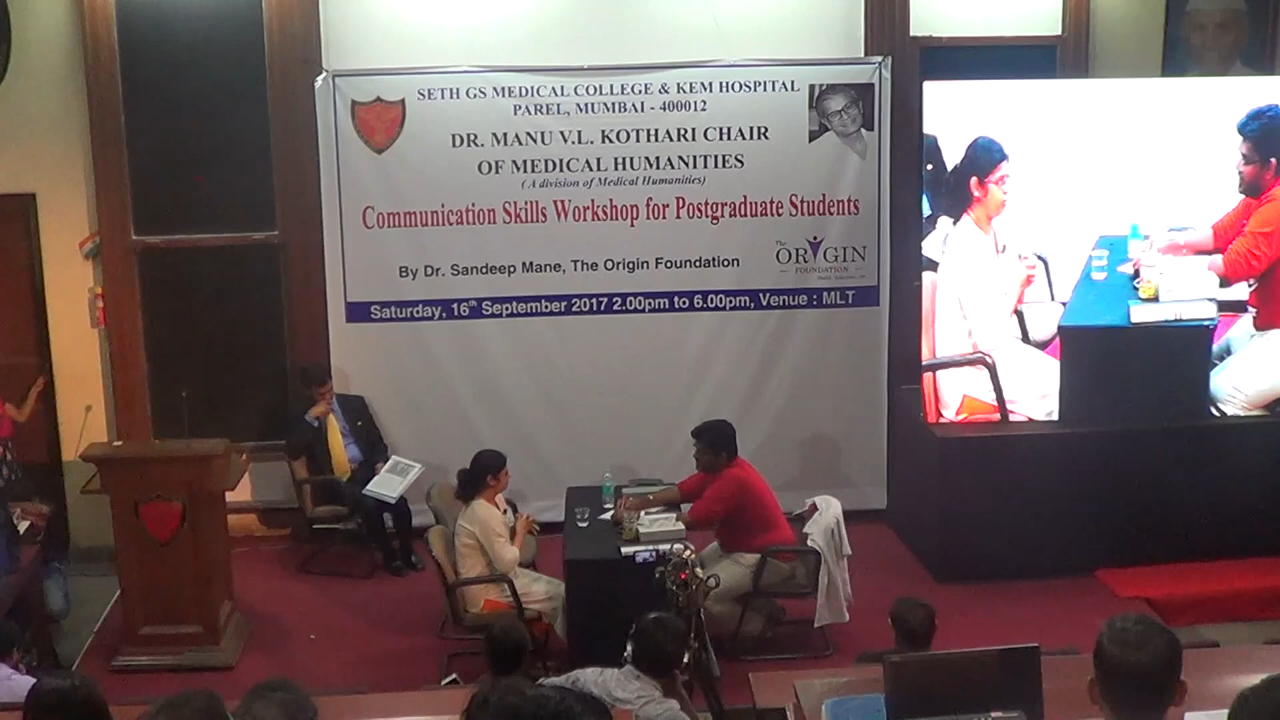 SETH GS MEDICAL COLLEGE & KEM HOSPITAL
PAREL, MUMBAI - 400012
DR. MANU V.L. KOTHARI CHAIR
OF MEDICAL HUMANITIES
( A division of Medical Humanities)
Communication Skills Workshop for Postgraduate Students
By Dr. Sandeep Mane, The Origin Foundation
The
ORIGIN
FOUNDATION
Saturday, 16th September 2017 2.00pm to 6.00pm, Venue : MLT